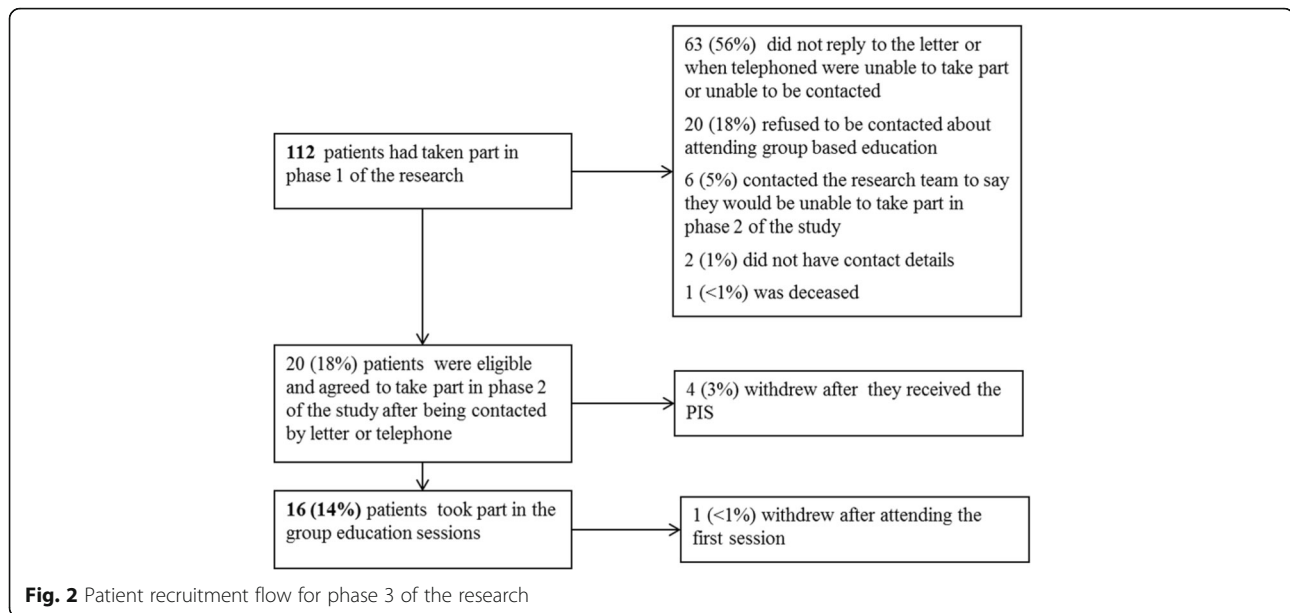 63 (56%) did not reply to the letter or
when telephoned were unable to take part
or unable to be contacted
20 (18%) refused to be contacted about
attending group based education
6 (5%) contacted the research team to say
they would be unable to take part in
phase 2 of the study
2 (1%) did not have contact details
1 (<1%) was deceased
112 patients had taken part in
phase 1 of the research
20 (18%) patients were eligible
and agreed to take part in phase 2
of the study after being contacted
by letter or telephone
4 (3%) withdrew after they received the
PIS
16 (14%) patients took part in the
group education sessions
1 (<1%) withdrew after attending the
first session
Fig. 2 Patient recruitment flow for phase 3 of the research